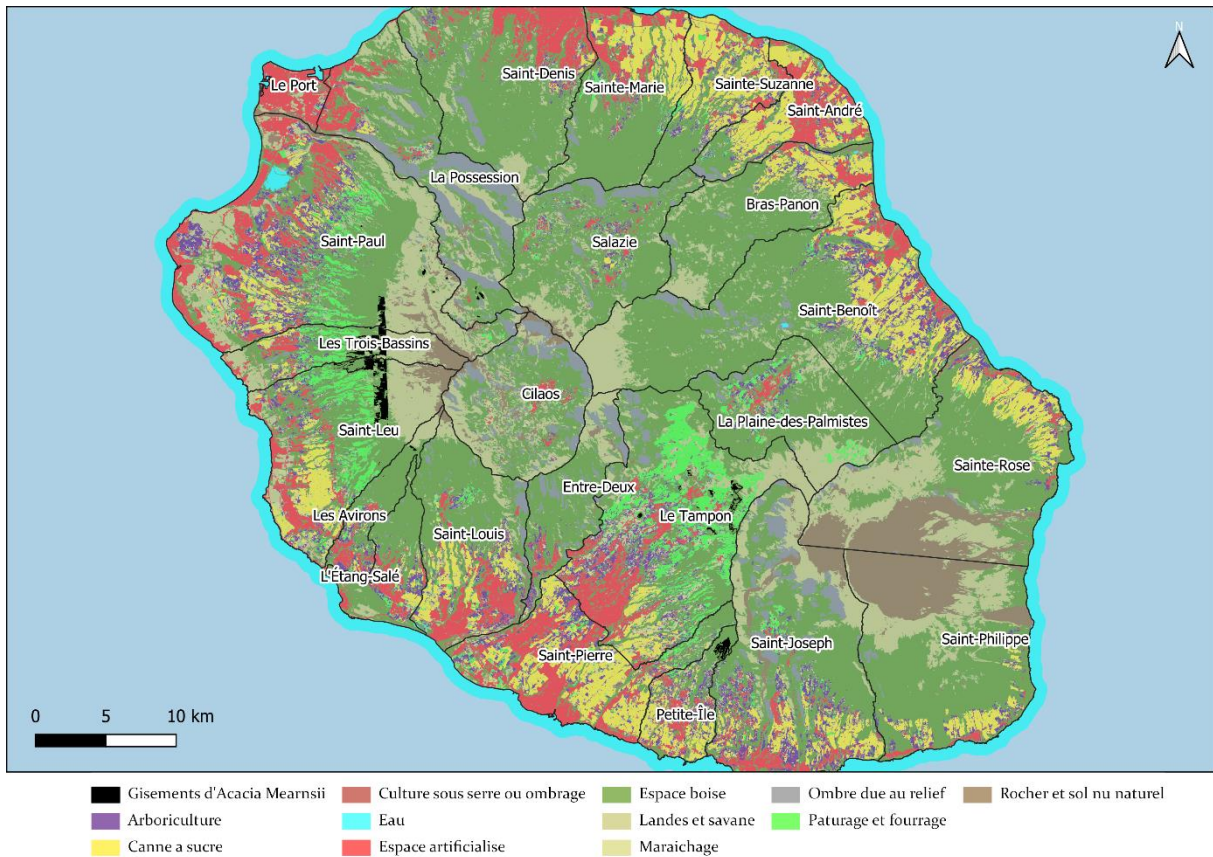 N
Saint-Denis
Sainte-Marie
Sainte-Suzanne
Le Port
Saint-André
La Possession
Bras-Panon
Saint-Paul
Salazie
Saint-Benoît
Les Trois-Bassins
Cilaos
La Plaine-des-Palmistes
Saint-Leu
Sainte-Rose
Entre-Deux
Les Avirons
Le Tampon
Saint-Louis
L'Étang-Salé
Saint-Pierre
Saint-Joseph
Saint-Philippe
Petite-Île
0 5 10 km
Gisements d'Acacia Mearnsii Culture sous serre ou ombrage Espace boise Ombre due au relief Rocher et sol nu naturel
Arboriculture Eau Landes et savane Paturage et fourrage
Canne a sucre Espace artificialise Maraichage